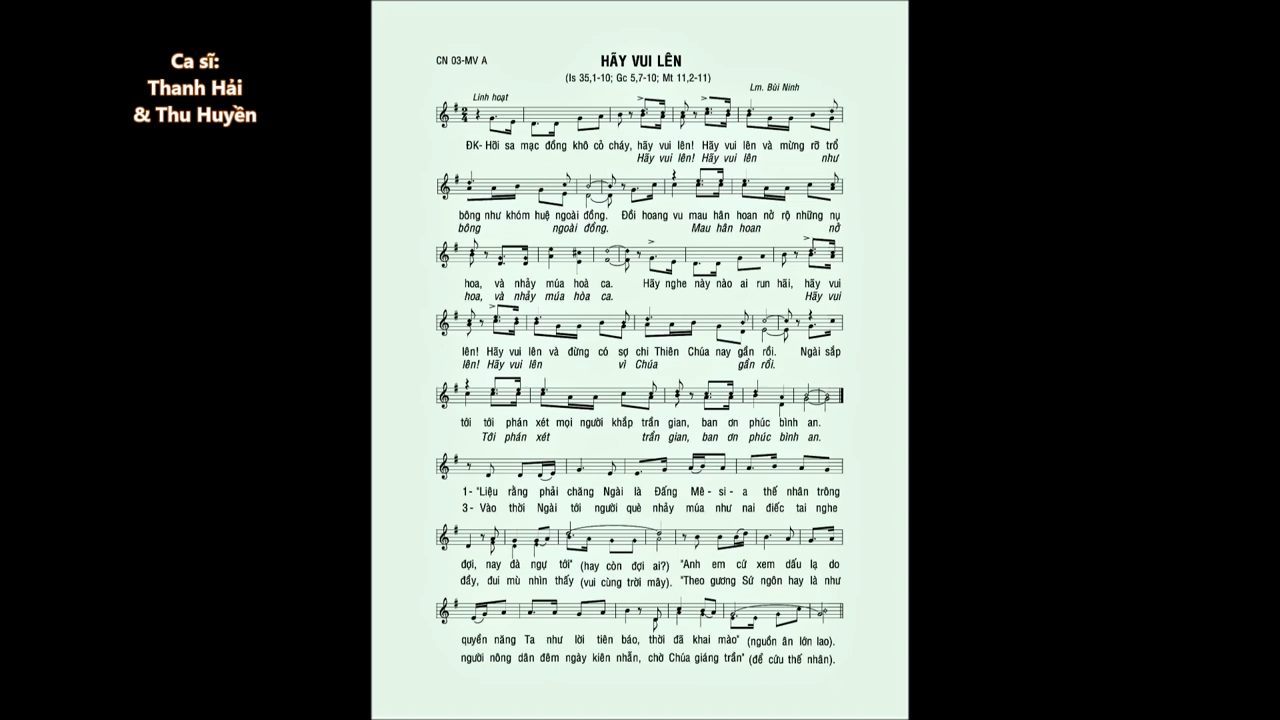 Ca sĩ:
Thanh Hải
& Thu Huyền
CN 03-MV A
HÃY VUI LÊN
(Is 35,1-10; Gc 5,7-10; Mt 11,2-11)
Linh hoạt
Lm. Bùi Ninh
ĐK- Hỡi sa mạc đồng khô cỏ cháy, hãy vui lên! Hãy vui lên và mừng rỡ trổ
Hãy vui lên! Hãy vui lên như
bông như khóm huệ ngoài đồng. Đồi hoang vu mau hân hoan nở rộ những nụ
bông ngoài đồng. Mau hân hoan nở
hoa, và nhảy múa hoà ca. Hãy nghe này nào ai run hãi, hãy vui
hoa, và nhảy múa hòa ca. Hãy vui
lên! Hãy vui lên và đừng có sợ chi Thiên Chúa nay gần rồi. Ngài sắp
lên! Hãy vui lên vì Chúa gần rồi.
tới tới phán xét mọi người khắp trần gian, ban ơn phúc bình an.
Tới phán xét trần gian, ban ơn phúc bình an.
1- "Liệu rằng phải chăng Ngài là Đấng Mê - si - a thế nhân trông
3- Vào thời Ngài tới người què nhảy múa như nai điếc tai nghe
đợi, nay đà ngự tới" (hay còn đợi ai?) "Anh em cứ xem dấu lạ do
đầy, đui mù nhìn thấy (vui cùng trời mây). "Theo gương Sứ ngôn hay là như
quyền năng Ta như lời tiên báo, thời đã khai mào" (nguồn ân lớn lao).
người nông dân đêm ngày kiên nhẫn, chờ Chúa giáng trần" (để cứu thế nhân).